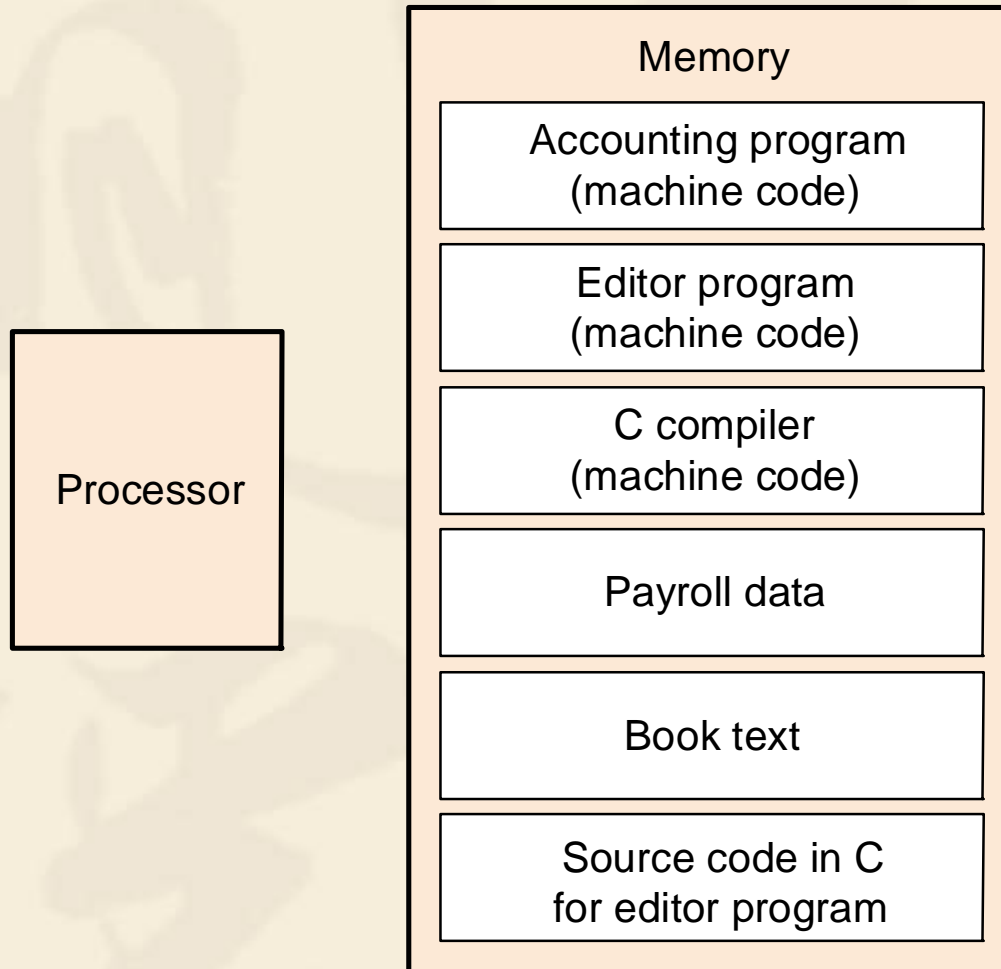 Memory
Accounting program
(machine code)
Editor program
(machine code)
C compiler
(machine code)
Processor
Payroll data
Book text
Source code in C
for editor program